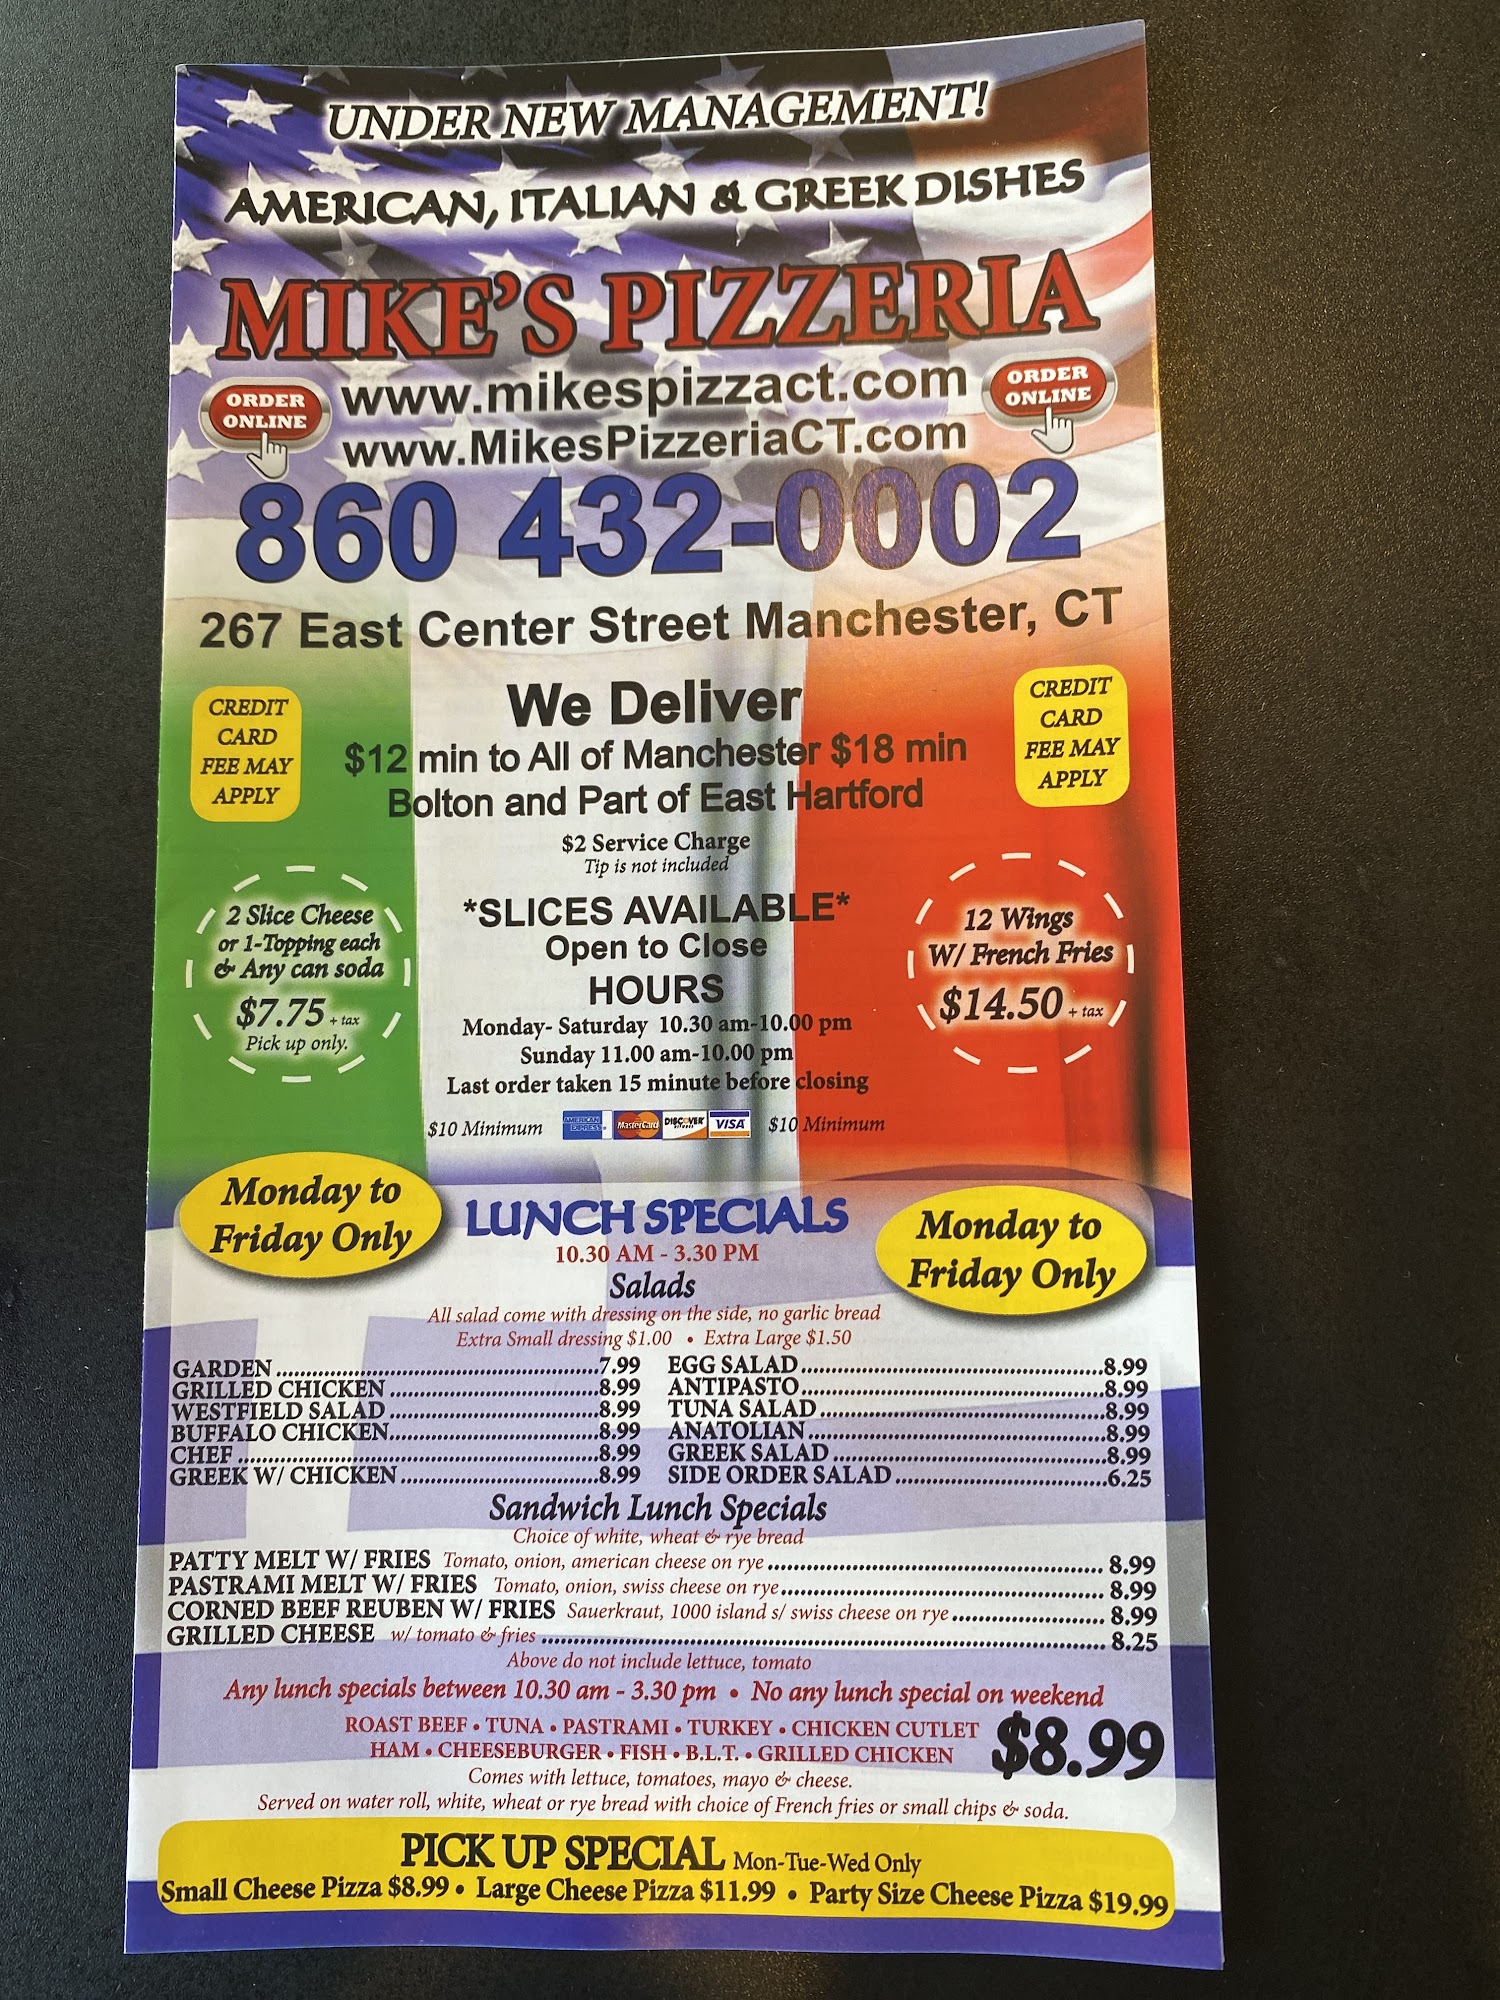 UNDER NEW MANAGEMENT!
AMERICAN, ITALIAN & GREEK DISHES
MIKE'S PIZZERIA
ORDER ONLINE
www.mikespizzact.com
ORDER ONLINE
www.MikesPizzeriaCT.com
860 432-0002
267 East Center Street Manchester, CT
CREDIT
CARD
FEE MAY
APPLY
We Deliver
$12 min to All of Manchester $18 min
Bolton and Part of East Hartford
$2 Service Charge
Tip is not included
CREDIT
CARD
FEE MAY
APPLY
2 Slice Cheese
or 1-Topping each
& Any can soda
$7.75 + tax
Pick up only.
*SLICES AVAILABLE*
Open to Close
HOURS
Monday- Saturday 10.30 am-10.00 pm
Sunday 11.00 am-10.00 pm
Last order taken 15 minute before closing
12 Wings
W/ French Fries
$14.50 + tax
$10 Minimum AMERICAN EXPRESS MasterCard DISCOVER VISA $10 Minimum
Monday to
Friday Only
LUNCH SPECIALS
10.30 AM - 3.30 PM
Monday to
Friday Only
Salads
All salad come with dressing on the side, no garlic bread
Extra Small dressing $1.00 • Extra Large $1.50
GARDEN 7.99
GRILLED CHICKEN 8.99
WESTFIELD SALAD 8.99
BUFFALO CHICKEN 8.99
CHEF 8.99
GREEK W/ CHICKEN 8.99
EGG SALAD 8.99
ANTIPASTO 8.99
TUNA SALAD 8.99
ANATOLIAN 8.99
GREEK SALAD 8.99
SIDE ORDER SALAD 6.25
Sandwich Lunch Specials
Choice of white, wheat & rye bread
PATTY MELT W/ FRIES Tomato, onion, american cheese on rye 8.99
PASTRAMI MELT W/ FRIES Tomato, onion, swiss cheese on rye 8.99
CORNED BEEF REUBEN W/ FRIES Sauerkraut, 1000 island s/ swiss cheese on rye 8.99
GRILLED CHEESE w/ tomato & fries 8.25
Above do not include lettuce, tomato
Any lunch specials between 10.30 am - 3.30 pm • No any lunch special on weekend
ROAST BEEF • TUNA • PASTRAMI • TURKEY • CHICKEN CUTLET
HAM • CHEESEBURGER • FISH • B.L.T. • GRILLED CHICKEN
$8.99
Comes with lettuce, tomatoes, mayo & cheese.
Served on water roll, white, wheat or rye bread with choice of French fries or small chips & soda.
PICK UP SPECIAL Mon-Tue-Wed Only
Small Cheese Pizza $8.99 • Large Cheese Pizza $11.99 • Party Size Cheese Pizza $19.99